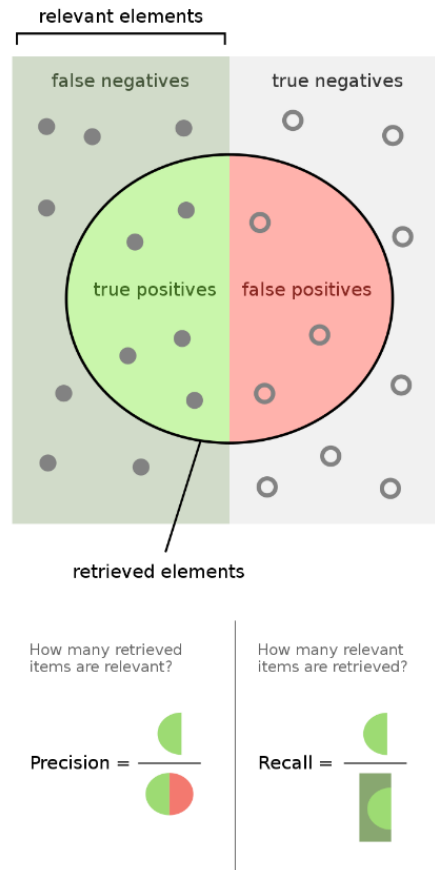 relevant elements
false negatives
true negatives
true positives
false positives
retrieved elements
How many retrieved
items are relevant?
Precision =
How many relevant
items are retrieved?
Recall =